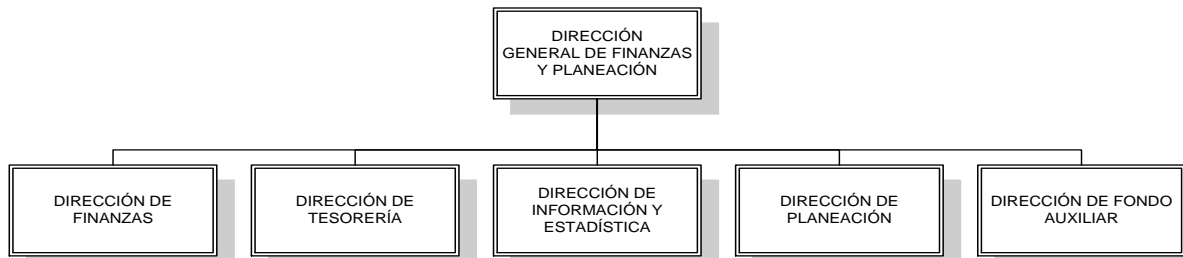 DIRECCIÓN
GENERAL DE FINANZAS
Y PLANEACIÓN
DIRECCIÓN DE
FINANZAS
DIRECCIÓN DE
TESORERÍA
DIRECCIÓN DE
INFORMACIÓN Y
ESTADÍSTICA
DIRECCIÓN DE
PLANEACIÓN
DIRECCIÓN DE FONDO
AUXILIAR